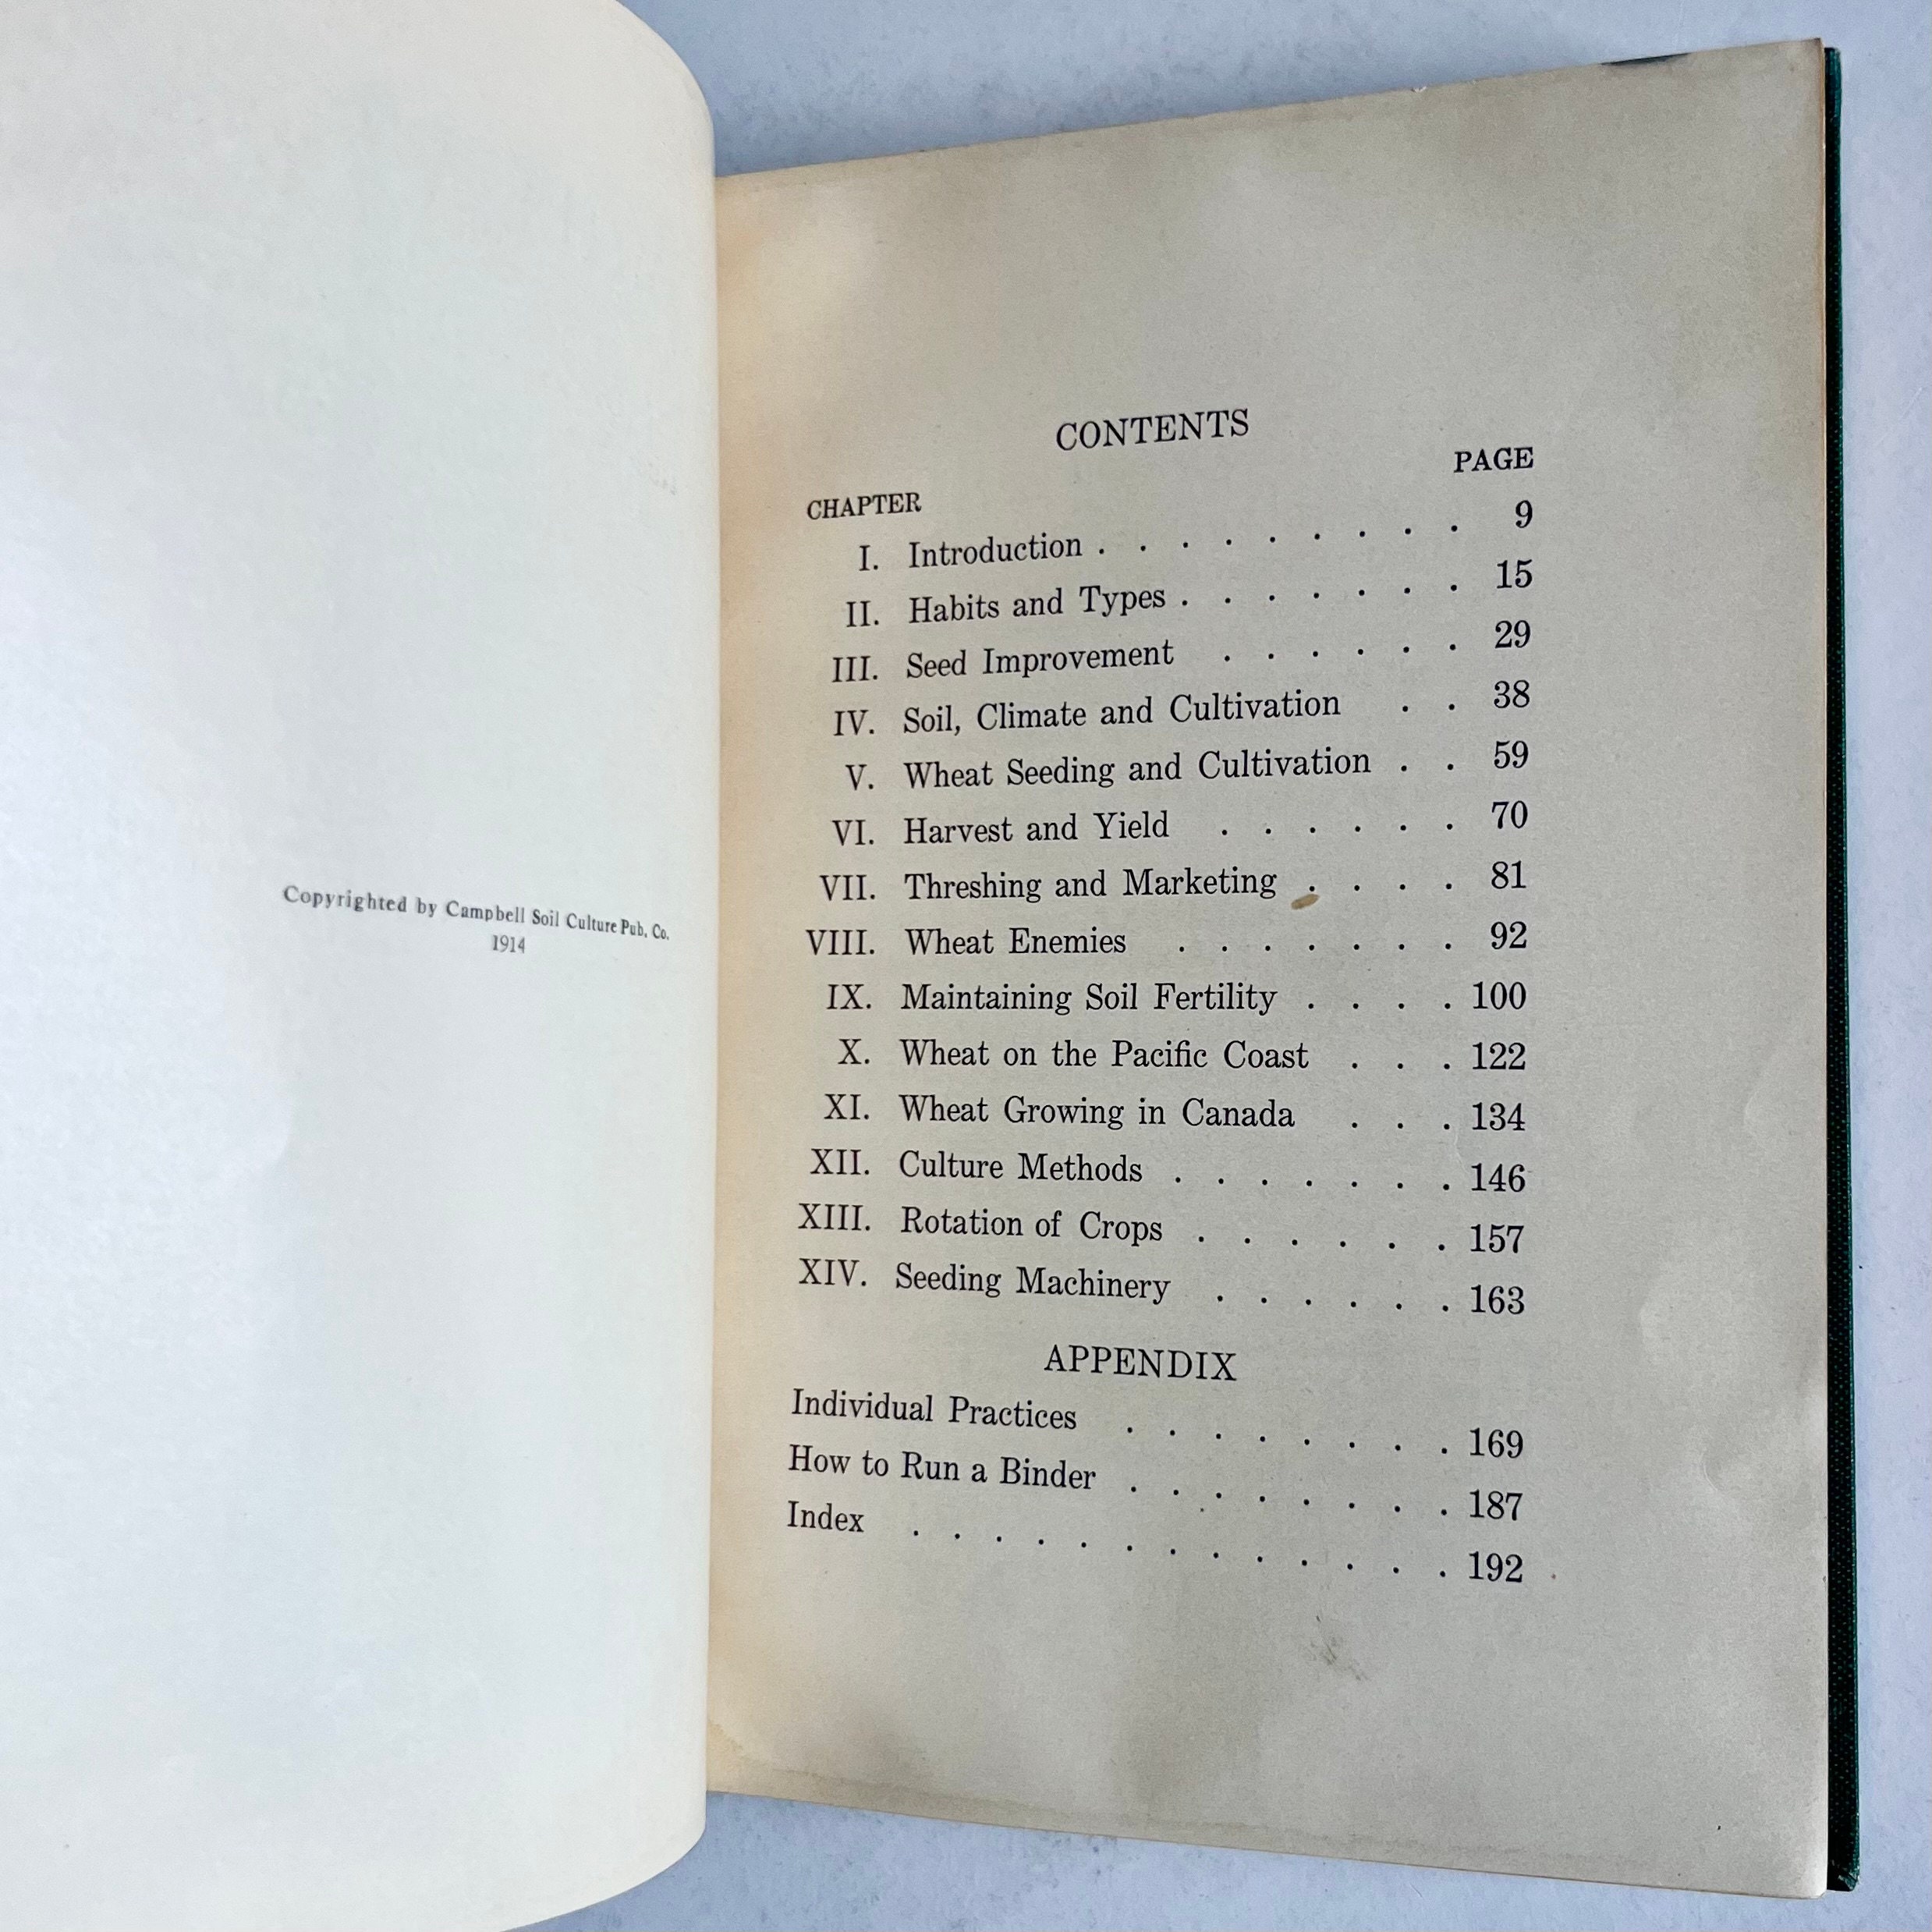 Copyrighted by Campbell Soil Culture Pub. Co.
1914
CONTENTS
CHAPTER PAGE
I. Introduction . . . . . . . . . 9
II. Habits and Types . . . . . . . 15
III. Seed Improvement . . . . . . 29
IV. Soil, Climate and Cultivation . . 38
V. Wheat Seeding and Cultivation . . 59
VI. Harvest and Yield . . . . . . 70
VII. Threshing and Marketing . . . . 81
VIII. Wheat Enemies . . . . . . . 92
IX. Maintaining Soil Fertility . . . . 100
X. Wheat on the Pacific Coast . . . 122
XI. Wheat Growing in Canada . . . 134
XII. Culture Methods . . . . . . . 146
XIII. Rotation of Crops . . . . . . 157
XIV. Seeding Machinery . . . . . . 163
APPENDIX
Individual Practices . . . . . . . . 169
How to Run a Binder . . . . . . . . 187
Index . . . . . . . . . . . . . 192